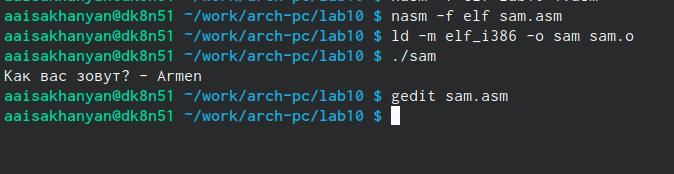 aaisakhanyan@dk8n51 ~/work/arch-pc/lab10 $ nasm -f elf sam.asm
aaisakhanyan@dk8n51 ~/work/arch-pc/lab10 $ ld -m elf_i386 -o sam sam.o
aaisakhanyan@dk8n51 ~/work/arch-pc/lab10 $ ./sam
Как вас зовут? - Armen
aaisakhanyan@dk8n51 ~/work/arch-pc/lab10 $ gedit sam.asm
aaisakhanyan@dk8n51 ~/work/arch-pc/lab10 $